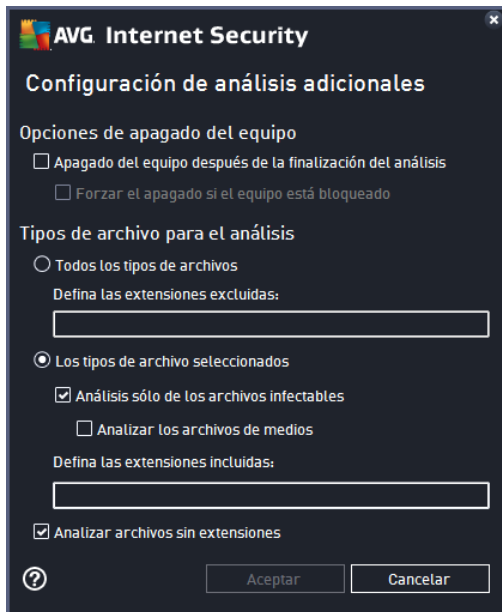 AVG Internet Security
Configuración de análisis adicionales
Opciones de apagado del equipo
Apagado del equipo después de la finalización del análisis
Forzar el apagado si el equipo está bloqueado
Tipos de archivo para el análisis
Todos los tipos de archivos
Defina las extensiones excluidas:
Los tipos de archivo seleccionados
Análisis sólo de los archivos infectables
Analizar los archivos de medios
Defina las extensiones incluidas:
Analizar archivos sin extensiones
? Aceptar Cancelar